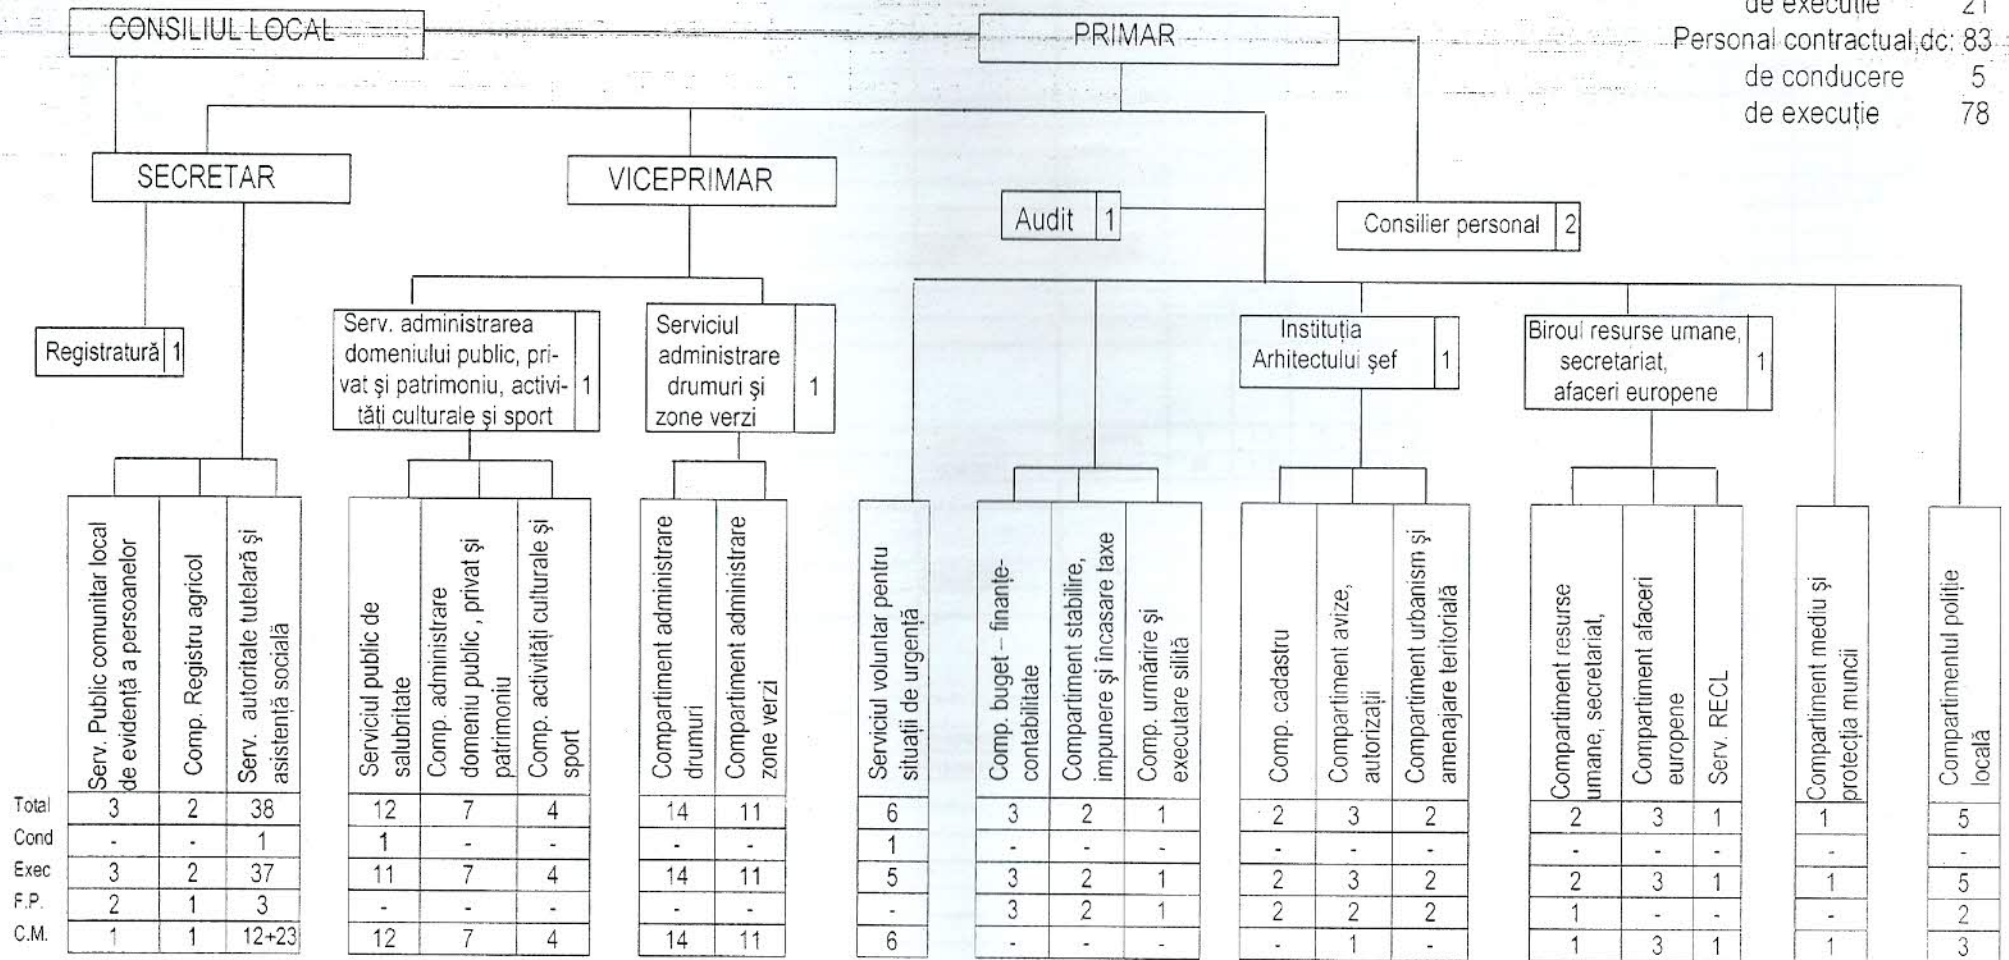 de execuție 21
CONSILIUL LOCAL
PRIMAR
Personal contractual,dc: 83
de conducere 5
de execuție 78
SECRETAR
VICEPRIMAR
Audit 1
Consilier personal 2
Registratură 1
Serv. administrarea
domeniului public, pri-
vat și patrimoniu, activi-
tăți culturale și sport
1
Serviciul
administrare
drumuri și
zone verzi
1
Instituția
Arhitectului șef
1
Biroul resurse umane,
secretariat,
afaceri europene
1
Serv. Public comunitar local
de evidență a persoanelor
Comp. Registru agricol
Serv. autoritate tutelară și
asistență socială
Serviciul public de
salubritate
Comp. administrare
domeniu public , privat și
patrimoniu
Comp. activități culturale și
sport
Compartiment administrare
drumuri
Compartiment administrare
zone verzi
Serviciul voluntar pentru
situații de urgență
Comp. buget – finanțe-
contabilitate
Compartiment stabilire,
impunere și incasare taxe
Comp. urmărire și
executare silită
Comp. cadastru
Compartiment avize,
autorizații
Compartiment urbanism și
amenajare teritorială
Compartiment resurse
umane, secretariat,
Compartiment afaceri
europene
Serv. RECL
Compartiment mediu și
protecția muncii
Compartimentul poliție
locală
Total 3 2 38 12 7 4 14 11 6 3 2 1 2 3 2 2 3 1 1 5
Cond - - 1 1 - - - - 1 - - - - - - - - - - -
Exec 3 2 37 11 7 4 14 11 5 3 2 1 2 3 2 2 3 1 1 5
F.P. 2 1 3 - - - - - - 3 2 1 2 2 2 1 - - - 2
C.M. 1 1 12+23 12 7 4 14 11 6 - - - - 1 - 1 3 1 1 3